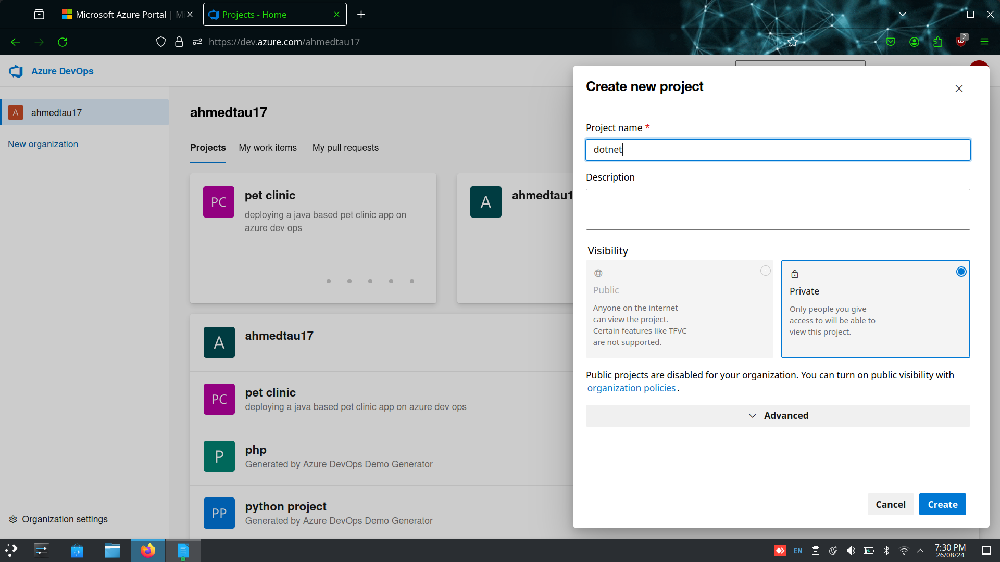 Microsoft Azure Portal | M
Projects - Home
https://dev.azure.com/ahmedtau17
2
Azure DevOps
A ahmedtau17
New organization
ahmedtau17
Projects
My work items
My pull requests
PC
pet clinic
deploying a java based pet clinic app on
azure dev ops
A
ahmedtau1
A
ahmedtau17
PC
pet clinic
deploying a java based pet clinic app on azure dev ops
P
php
Generated by Azure DevOps Demo Generator
PP
python project
Generated by Azure DevOps Demo Generator
Organization settings
Create new project
Project name *
dotnet
Description
Visibility
Public
Anyone on the internet
can view the project.
Certain features like TFVC
are not supported.
Private
Only people you give
access to will be able to
view this project.
Public projects are disabled for your organization. You can turn on public visibility with
organization policies.
Advanced
Cancel
Create
EN
7:30 PM
26/08/24